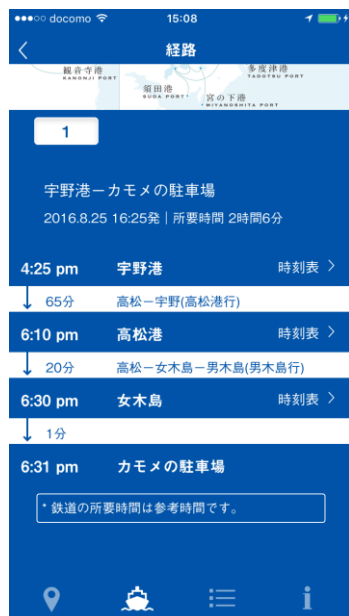 docomo 15:08
経路
観音寺港 多度津港
KANONJI PORT TADOTSU PORT
須田港
SUDA PORT
宮の下港
MIYANOSHITA PORT
1
宇野港ーカモメの駐車場
2016.8.25 16:25発｜所要時間 2時間6分
4:25 pm 宇野港 時刻表
65分 高松ー宇野(高松港行)
6:10 pm 高松港 時刻表
20分 高松ー女木島ー男木島(男木島行)
6:30 pm 女木島 時刻表
1分
6:31 pm カモメの駐車場
* 鉄道の所要時間は参考時間です。